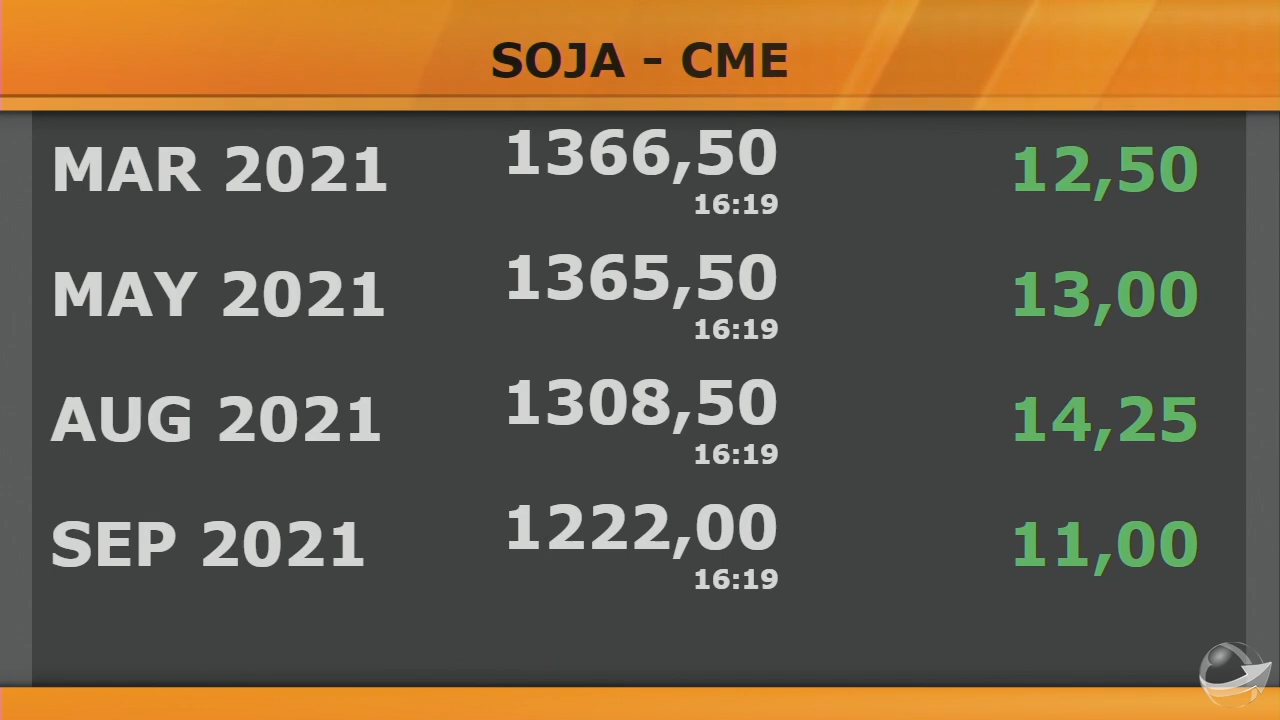 SOJA - CME
MAR 2021 1366,50 12,50
16:19
MAY 2021 1365,50 13,00
16:19
AUG 2021 1308,50 14,25
16:19
SEP 2021 1222,00 11,00
16:19